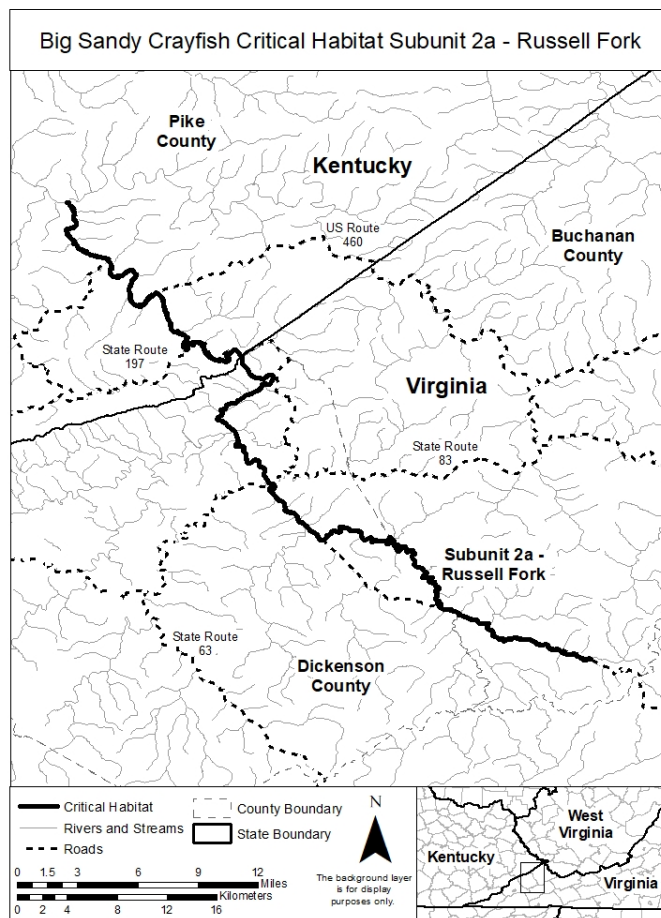 Big Sandy Crayfish Critical Habitat Subunit 2a - Russell Fork
Pike
County
Kentucky
US Route
460
Buchanan
County
State Route
197
Virginia
State Route
83
Subunit 2a -
Russell Fork
State Route
63
Dickenson
County
Critical Habitat
Rivers and Streams
Roads
County Boundary
State Boundary
0 1.5 3 6 9 12
Miles
Kilometers
0 2 4 8 12 16
N
The background layer
is for display
purposes only.
West
Virginia
Kentucky
Virginia